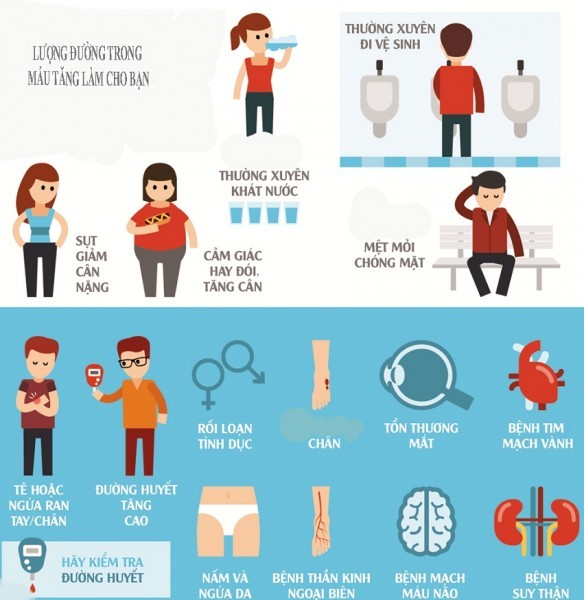 LƯỢNG ĐƯỜNG TRONG
MÁU TĂNG LÀM CHO BẠN
THƯỜNG XUYÊN
KHÁT NƯỚC
THƯỜNG XUYÊN
ĐI VỆ SINH
SỤT
GIẢM
CÂN
NẶNG
CẢM GIÁC
HAY ĐÓI,
TĂNG CÂN
MỆT MỎI
CHÓNG MẶT
TÊ HOẶC
NGỨA RAN
TAY/CHÂN
ĐƯỜNG HUYẾT
TĂNG
CAO
RỐI LOẠN
TÌNH DỤC
CHÂN
TỔN THƯƠNG
MẮT
BỆNH TIM
MẠCH VÀNH
HÃY KIỂM TRA
ĐƯỜNG HUYẾT
NẤM VÀ
NGỨA DA
BỆNH THẦN KINH
NGOẠI BIÊN
BỆNH MẠCH
MÁU NÃO
BỆNH
SUY THẬN